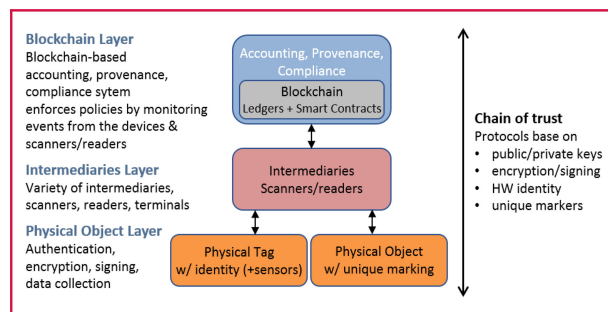 Blockchain Layer
Blockchain-based
accounting, provenance,
compliance sytem
enforces policies by monitoring
events from the devices &
scanners/readers
Intermediaries Layer
Variety of intermediaries,
scanners, readers, terminals
Physical Object Layer
Authentication,
encryption, signing,
data collection
Accounting, Provenance,
Compliance
Blockchain
Ledgers + Smart Contracts
Intermediaries
Scanners/readers
Physical Tag
w/ identity (+sensors)
Physical Object
w/ unique marking
Chain of trust
Protocols base on
• public/private keys
• encryption/signing
• HW identity
• unique markers